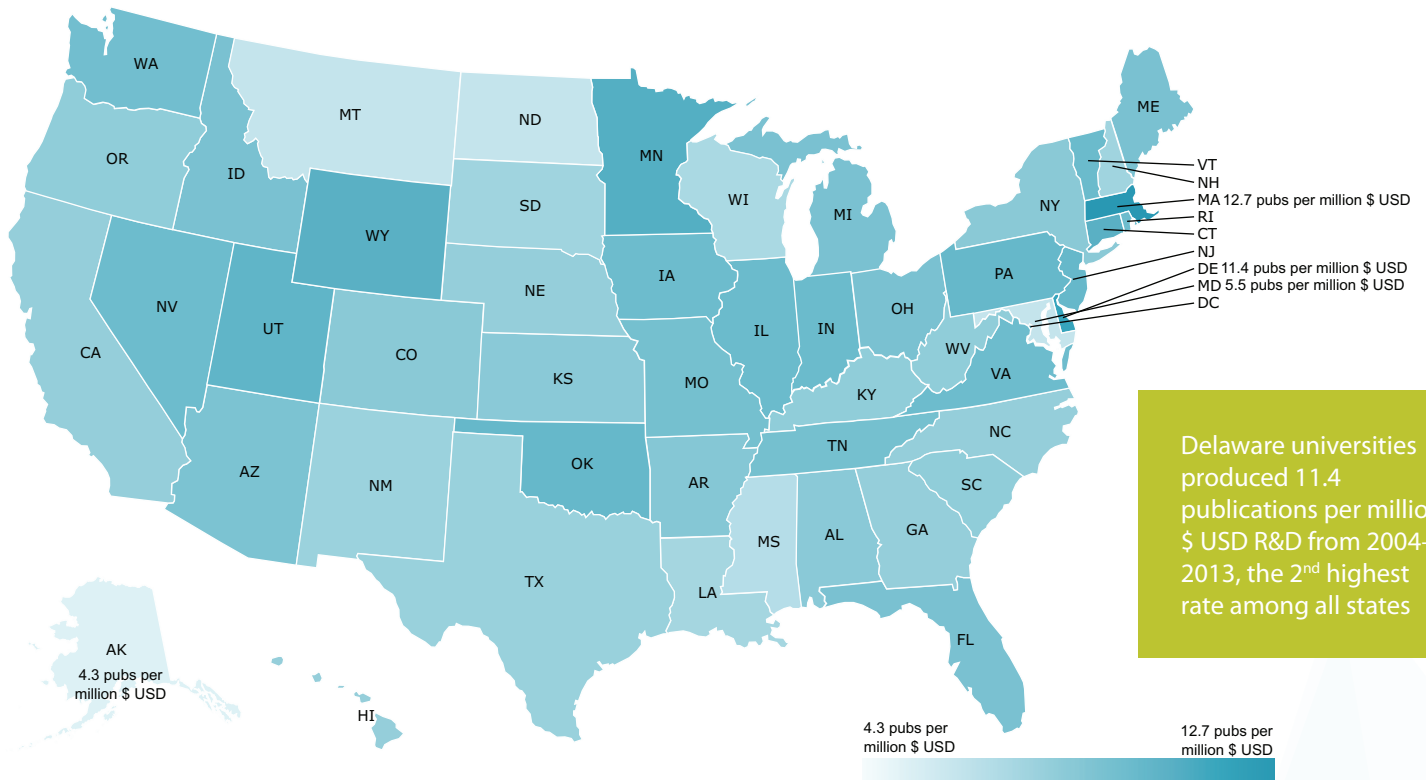 WA
MT
ND
MN
ME
OR
ID
SD
WI
MI
NY
VT
NH
MA 12.7 pubs per million $ USD
RI
CT
NJ
DE 11.4 pubs per million $ USD
MD 5.5 pubs per million $ USD
DC
WY
IA
PA
NE
NV
UT
IL
IN
OH
CA
CO
WV
VA
KS
MO
KY
NC
TN
AZ
NM
OK
AR
SC
MS
AL
GA
TX
LA
FL
AK
4.3 pubs per
million $ USD
HI
Delaware universities
produced 11.4
publications per millio
$ USD R&D from 2004-
2013, the 2nd highest
rate among all states
4.3 pubs per
million $ USD
12.7 pubs per
million $ USD